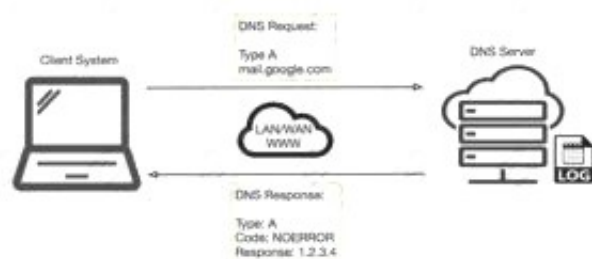 DNS Request:
Type A
mail.google.com
Client System
DNS Server
LAN/WAN
WWW
LOG
DNS Response:
Type: A
Code: NOERROR
Response: 1.2.3.4